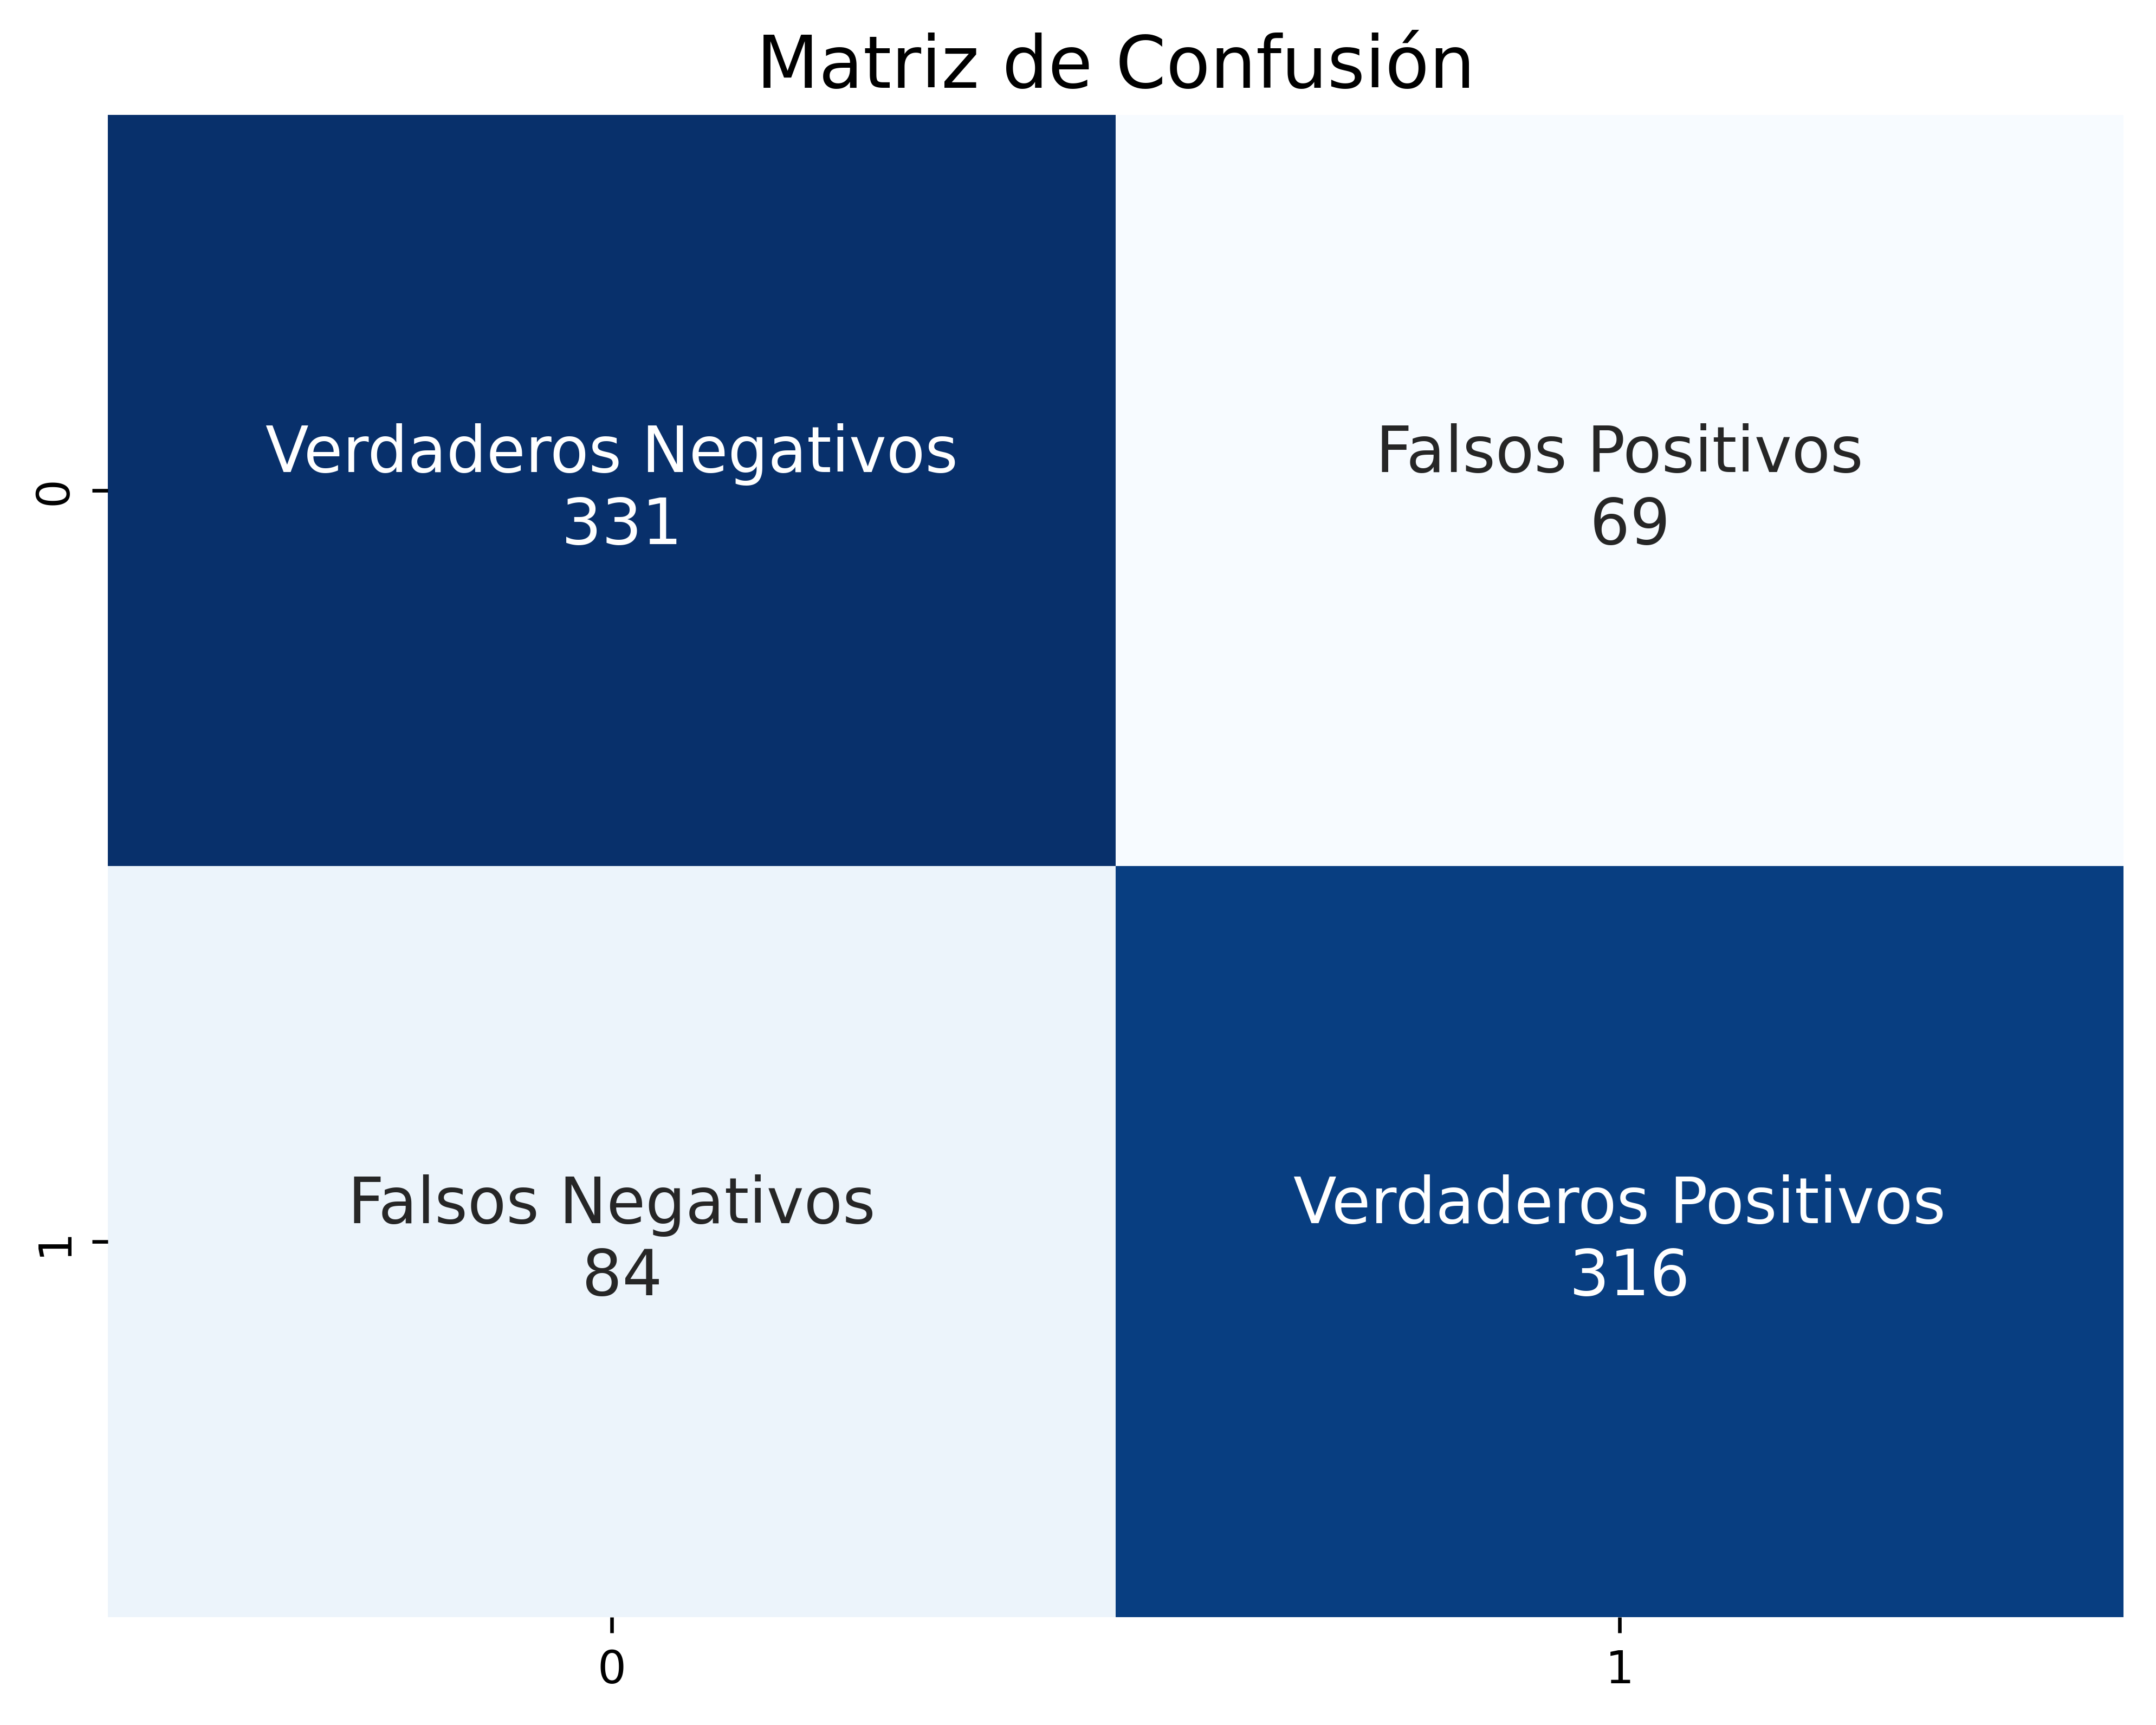 Matriz de Confusión
Verdaderos Negativos
331
Falsos Positivos
69
0
Falsos Negativos
84
Verdaderos Positivos
316
1
0
1